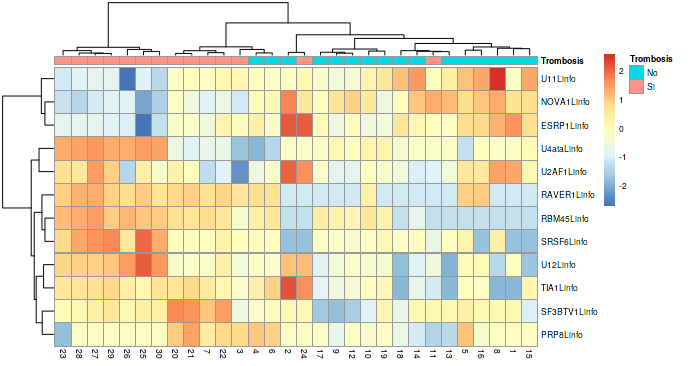 Trombosis
U11Linfo
NOVA1Linfo
ESRP1Linfo
U4ataLinfo
U2AF1Linfo
RAVER1Linfo
RBM45Linfo
SRSF6Linfo
U12Linfo
TIA1Linfo
SF3BTV1Linfo
PRP8Linfo
23 28 27 29 26 25 30 20 21 7 22 3 4 6 2 24 17 9 12 10 19 18 14 11 13 5 16 8 1 15
2
1
0
-1
-2
Trombosis
No
SI